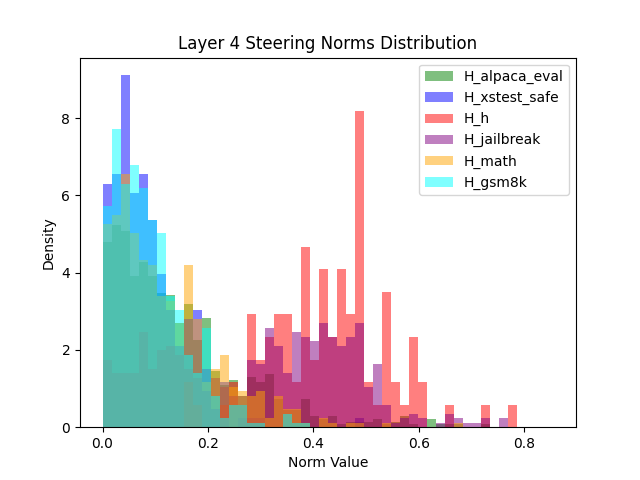 Layer 4 Steering Norms Distribution
H_alpaca_eval
H_xstest_safe
H_h
H_jailbreak
H_math
H_gsm8k
8
6
4
2
0
Density
0.0 0.2 0.4 0.6 0.8
Norm Value